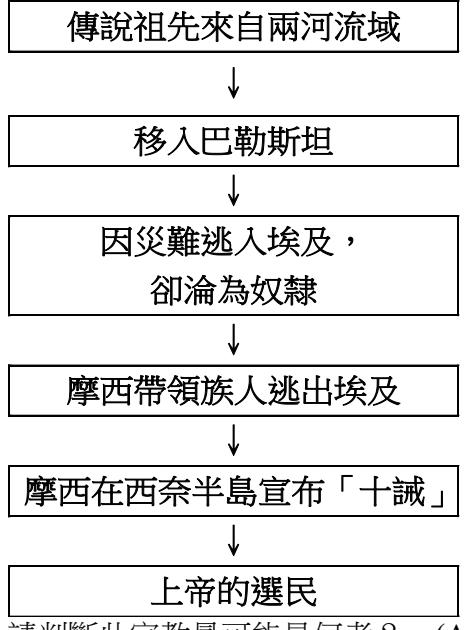 傳說祖先來自兩河流域
↓
移入巴勒斯坦
↓
因災難逃入埃及，
卻淪為奴隸
↓
摩西帶領族人逃出埃及
↓
摩西在西奈半島宣布「十誡」
↓
上帝的選民